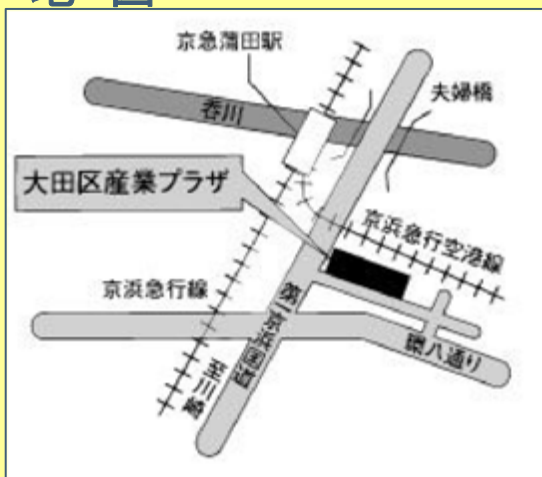 地 図
京急蒲田駅
夫婦橋
呑川
大田区産業プラザ
京浜急行空港線
京浜急行線
第一京浜国道
環八通り
至川崎